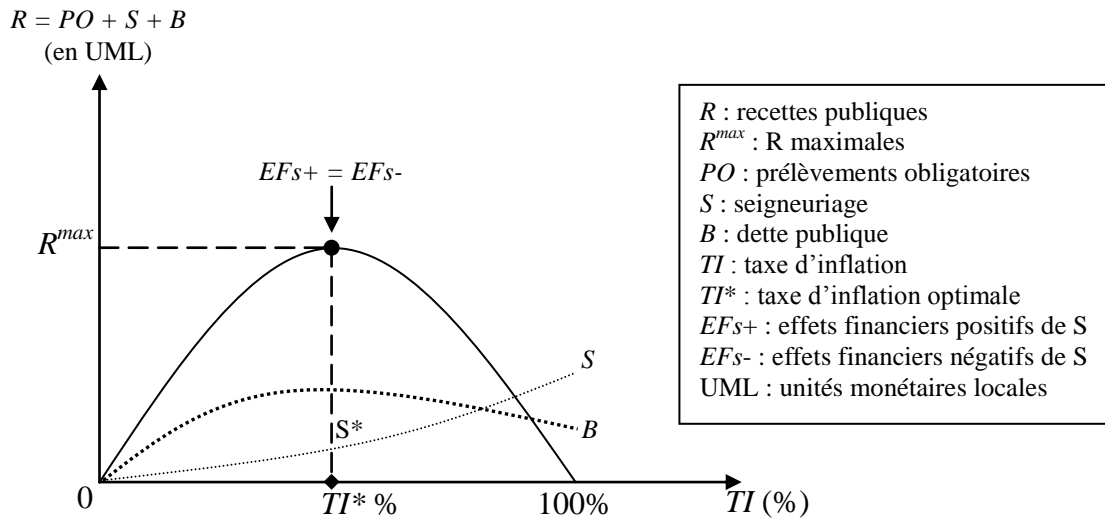 R = PO + S + B
(en UML)
EFs+ = EFs-
R^max
S
B
S*
0
TI* %
100%
TI (%)
R : recettes publiques
R^max : R maximales
PO : prélèvements obligatoires
S : seigneuriage
B : dette publique
TI : taxe d'inflation
TI* : taxe d'inflation optimale
EFs+ : effets financiers positifs de S
EFs- : effets financiers négatifs de S
UML : unités monétaires locales